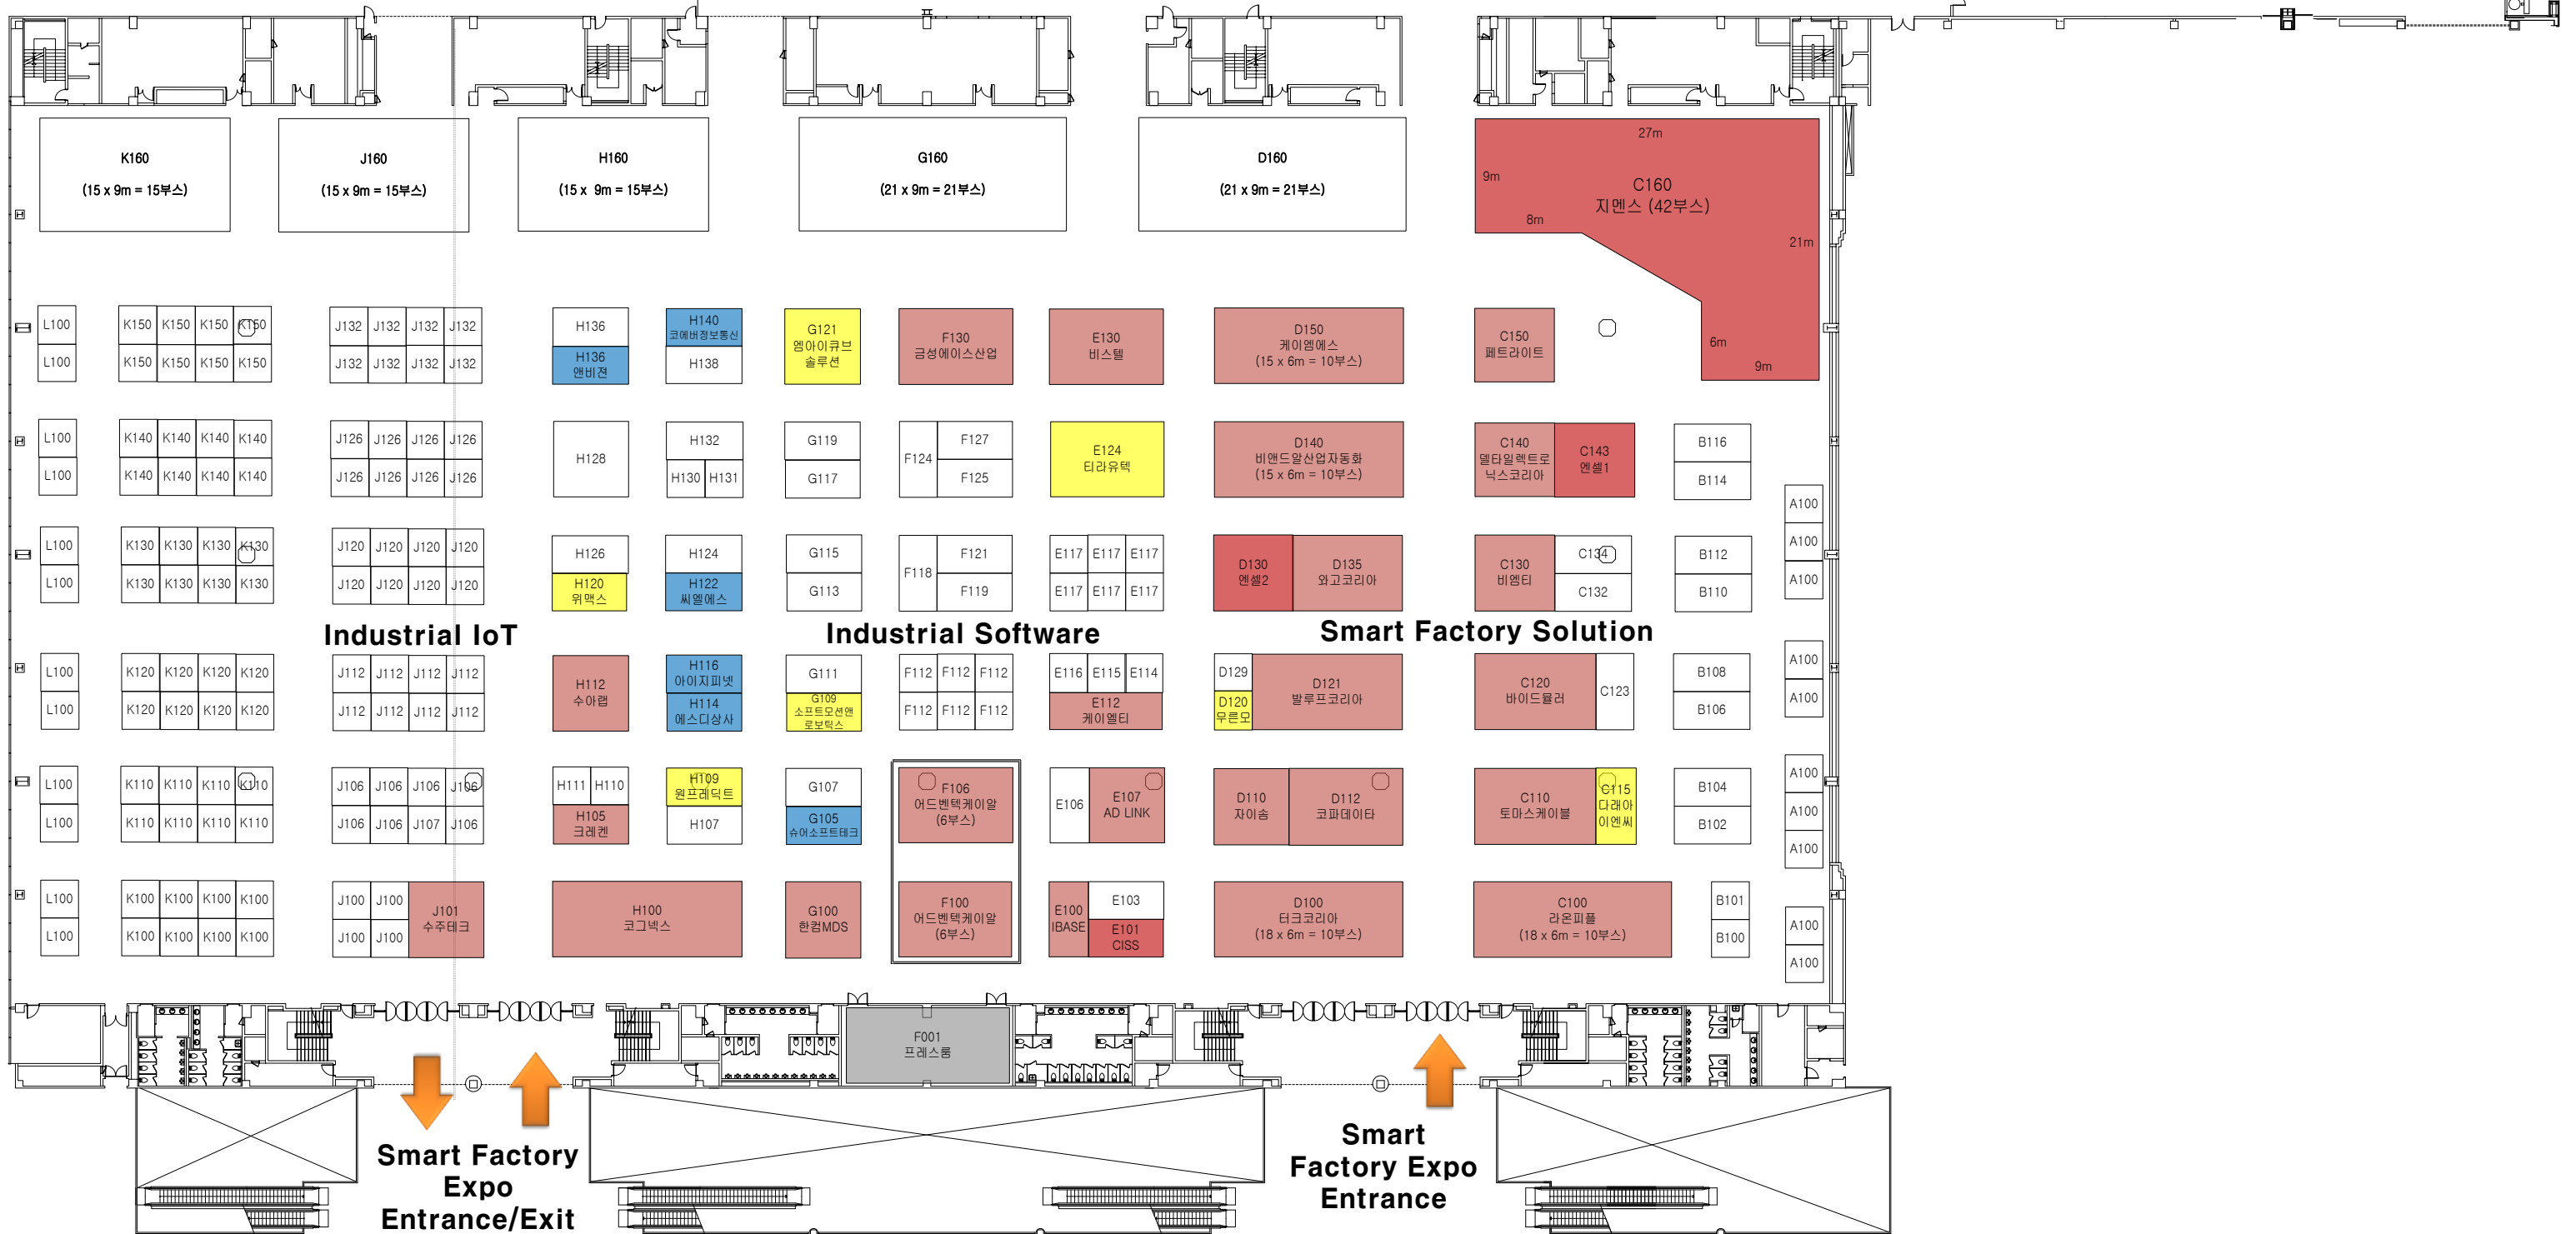 K160
(15 x 9m = 15부스)
J160
(15 x 9m = 15부스)
H160
(15 x 9m = 15부스)
G160
(21 x 9m = 21부스)
D160
(21 x 9m = 21부스)
27m
9m
C160
지멘스 (42부스)
8m
21m
6m
9m
L100
K150 K150 K150 K150
J132 J132 J132 J132
H136
H140
코에버정보통신
G121
엠아이큐브
솔루션
F130
금성에이스산업
E130
비스텔
D150
케이엠에스
(15 x 6m = 10부스)
C150
페트라이트
L100
K150 K150 K150 K150
J132 J132 J132 J132
H136
앤비젼
H138
L100
K140 K140 K140 K140
J126 J126 J126 J126
H128
H132
G119
F124
F127
E124
티라유텍
D140
비앤드알산업자동화
(15 x 6m = 10부스)
C140
델타일렉트로
닉스코리아
C143
엔셀1
B116
L100
K140 K140 K140 K140
J126 J126 J126 J126
H130 H131
G117
F125
B114
A100
A100
A100
L100
K130 K130 K130 K130
J120 J120 J120 J120
H126
H124
G115
F118
F121
E117 E117 E117
D130
엔셀2
D135
와고코리아
C130
비엠티
C134
B112
L100
K130 K130 K130 K130
J120 J120 J120 J120
H120
위맥스
H122
씨엘에스
G113
F119
E117 E117 E117
C132
B110
Industrial IoT
Industrial Software
Smart Factory Solution
L100
K120 K120 K120 K120
J112 J112 J112 J112
H112
수아랩
H116
아이지피넷
G111
F112 F112 F112
E116 E115 E114
D129
D121
발루프코리아
C120
바이드뮬러
C123
B108
A100
L100
K120 K120 K120 K120
J112 J112 J112 J112
H114
에스디상사
G109
소프트모션앤
로보틱스
F112 F112 F112
E112
케이엘티
D120
무른모
B106
A100
L100
K110 K110 K110 K110
J106 J106 J106 J106
H111 H110
H109
원프레딕트
G107
F106
어드벤텍케이알
(6부스)
E106
E107
AD LINK
D110
자이솜
D112
코파데이타
C110
토마스케이블
C115
다래아
이엔씨
B104
A100
L100
K110 K110 K110 K110
J106 J106 J107 J106
H105
크레켄
H107
G105
슈어소프트테크
B102
A100
A100
L100
K100 K100 K100 K100
J100 J100
J101
수주테크
H100
코그넥스
G100
한컴MDS
F100
어드벤텍케이알
(6부스)
E100
IBASE
E103
D100
터크코리아
(18 x 6m = 10부스)
C100
라온피플
(18 x 6m = 10부스)
B101
A100
L100
K100 K100 K100 K100
J100 J100
E101
CISS
B100
A100
F001
프레스룸
Smart Factory
Expo
Entrance/Exit
Smart
Factory Expo
Entrance